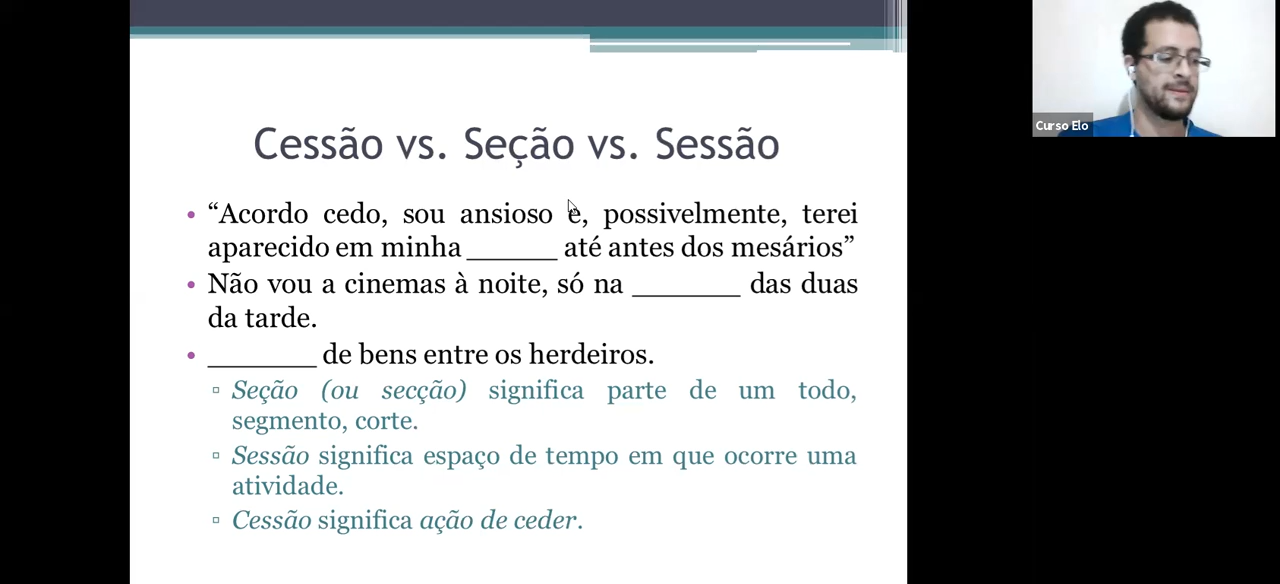 Cessão vs. Seção vs. Sessão
• “Acordo cedo, sou ansioso e, possivelmente, terei
aparecido em minha ______ até antes dos mesários”
• Não vou a cinemas à noite, só na _______ das duas
da tarde.
• _______ de bens entre os herdeiros.
▫ Seção (ou secção) significa parte de um todo,
segmento, corte.
▫ Sessão significa espaço de tempo em que ocorre uma
atividade.
▫ Cessão significa ação de ceder.
Curso Elo